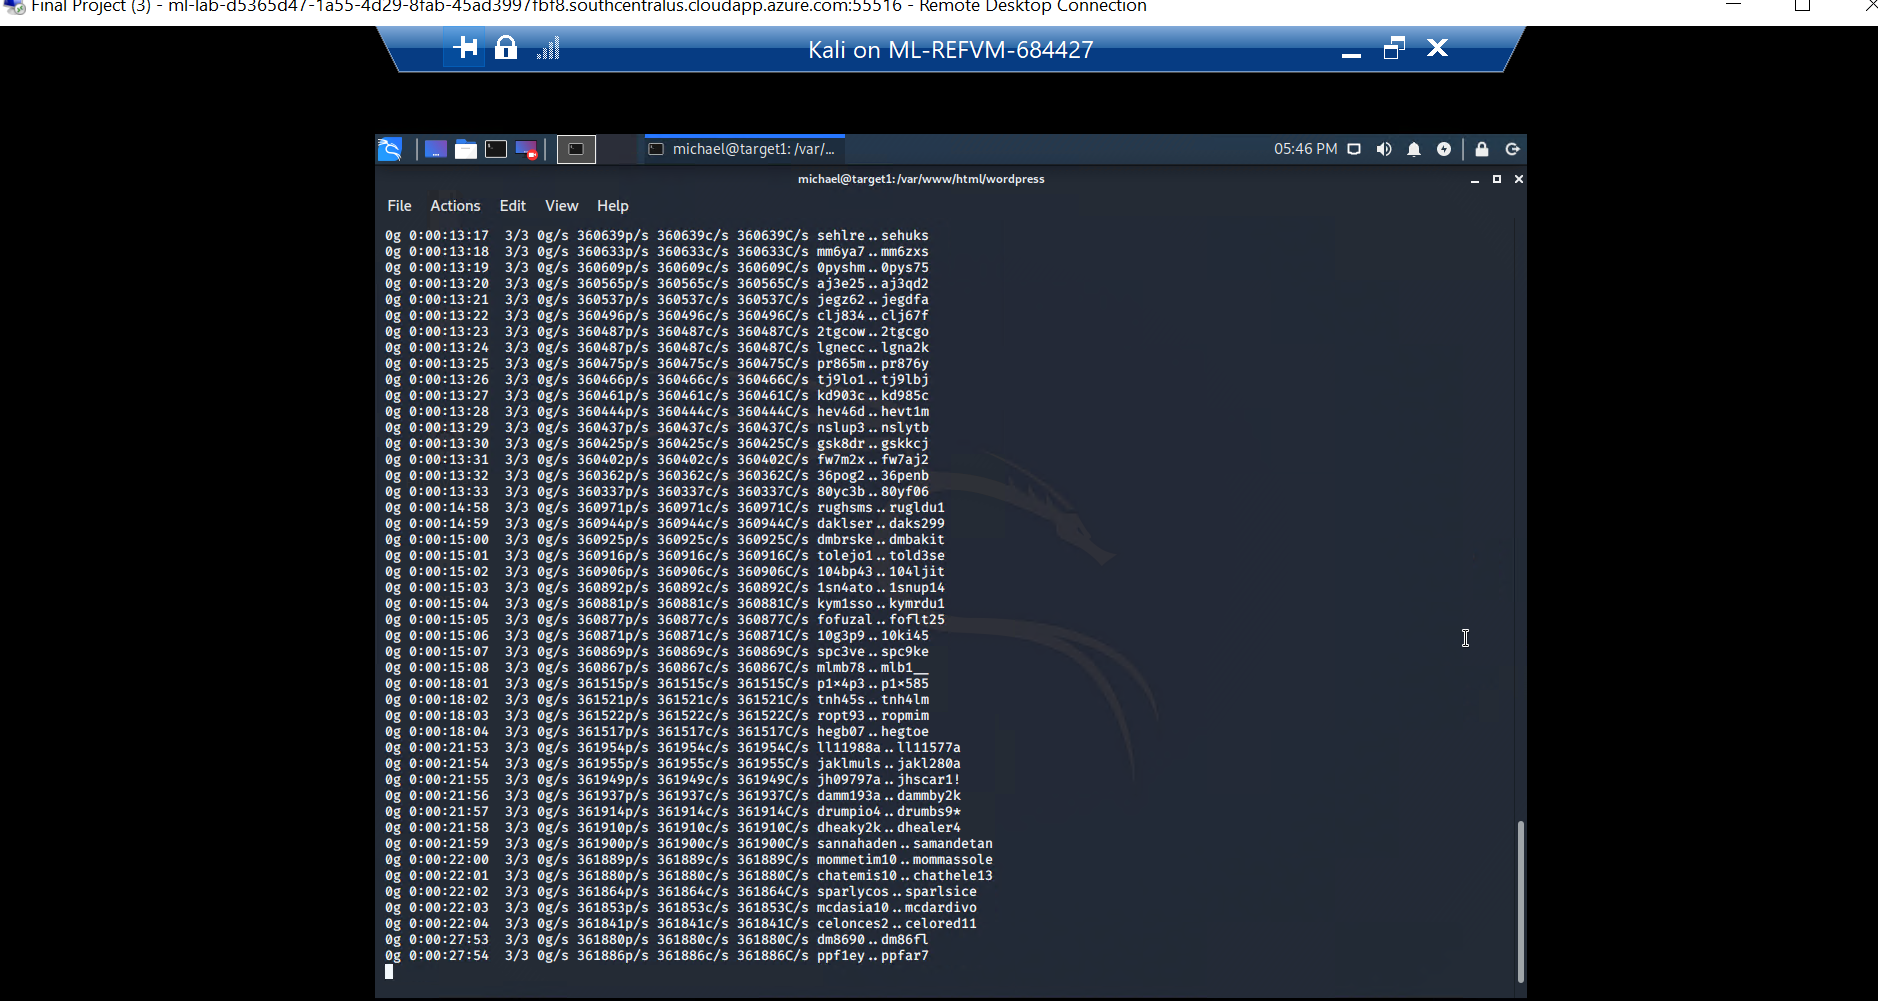 Final Project (3) - ml-lab-d5365d47-1a55-4d29-8fab-45ad3997fbf8.southcentralus.cloudapp.azure.com:55516 - Remote Desktop Connection
Kali on ML-REFVM-684427
michael@target1: /var/...
05:46 PM
michael@target1:/var/www/html/wordpress
File Actions Edit View Help
0g 0:00:13:17 3/3 0g/s 360639p/s 360639c/s 360639C/s sehlre..sehuks
0g 0:00:13:18 3/3 0g/s 360633p/s 360633c/s 360633C/s mm6ya7..mm6zxs
0g 0:00:13:19 3/3 0g/s 360609p/s 360609c/s 360609C/s 0pyshm..0pys75
0g 0:00:13:20 3/3 0g/s 360565p/s 360565c/s 360565C/s aj3e25..aj3qd2
0g 0:00:13:21 3/3 0g/s 360537p/s 360537c/s 360537C/s jegz62..jegdfa
0g 0:00:13:22 3/3 0g/s 360496p/s 360496c/s 360496C/s clj834..clj67f
0g 0:00:13:23 3/3 0g/s 360487p/s 360487c/s 360487C/s 2tgcow..2tgcgo
0g 0:00:13:24 3/3 0g/s 360487p/s 360487c/s 360487C/s lgnecc..lgna2k
0g 0:00:13:25 3/3 0g/s 360475p/s 360475c/s 360475C/s pr865m..pr876y
0g 0:00:13:26 3/3 0g/s 360466p/s 360466c/s 360466C/s tj9lo1..tj9lbj
0g 0:00:13:27 3/3 0g/s 360461p/s 360461c/s 360461C/s kd903c..kd985c
0g 0:00:13:28 3/3 0g/s 360444p/s 360444c/s 360444C/s hev46d..hevt1m
0g 0:00:13:29 3/3 0g/s 360437p/s 360437c/s 360437C/s nslup3..nslytb
0g 0:00:13:30 3/3 0g/s 360425p/s 360425c/s 360425C/s gsk8dr..gskkcj
0g 0:00:13:31 3/3 0g/s 360402p/s 360402c/s 360402C/s fw7m2x..fw7aj2
0g 0:00:13:32 3/3 0g/s 360362p/s 360362c/s 360362C/s 36pog2..36penb
0g 0:00:13:33 3/3 0g/s 360337p/s 360337c/s 360337C/s 80yc3b..80yf06
0g 0:00:14:58 3/3 0g/s 360971p/s 360971c/s 360971C/s rughsms..rugldu1
0g 0:00:14:59 3/3 0g/s 360944p/s 360944c/s 360944C/s daklser..daks299
0g 0:00:15:00 3/3 0g/s 360925p/s 360925c/s 360925C/s dmbrske..dmbakit
0g 0:00:15:01 3/3 0g/s 360916p/s 360916c/s 360916C/s tolejo1..told3se
0g 0:00:15:02 3/3 0g/s 360906p/s 360906c/s 360906C/s 104bp43..104ljit
0g 0:00:15:03 3/3 0g/s 360892p/s 360892c/s 360892C/s 1sn4ato..1snup14
0g 0:00:15:04 3/3 0g/s 360881p/s 360881c/s 360881C/s kym1sso..kymrdu1
0g 0:00:15:05 3/3 0g/s 360877p/s 360877c/s 360877C/s fofuzal..foflt25
0g 0:00:15:06 3/3 0g/s 360871p/s 360871c/s 360871C/s 10g3p9..10ki45
0g 0:00:15:07 3/3 0g/s 360869p/s 360869c/s 360869C/s spc3ve..spc9ke
0g 0:00:15:08 3/3 0g/s 360867p/s 360867c/s 360867C/s mlmb78..mlb1__
0g 0:00:18:01 3/3 0g/s 361515p/s 361515c/s 361515C/s p1×4p3..p1×585
0g 0:00:18:02 3/3 0g/s 361521p/s 361521c/s 361521C/s tnh45s..tnh4lm
0g 0:00:18:03 3/3 0g/s 361522p/s 361522c/s 361522C/s ropt93..ropmim
0g 0:00:18:04 3/3 0g/s 361517p/s 361517c/s 361517C/s hegb07..hegtoe
0g 0:00:21:53 3/3 0g/s 361954p/s 361954c/s 361954C/s ll11988a..ll11577a
0g 0:00:21:54 3/3 0g/s 361955p/s 361955c/s 361955C/s jaklmuls..jakl280a
0g 0:00:21:55 3/3 0g/s 361949p/s 361949c/s 361949C/s jh09797a..jhscar1!
0g 0:00:21:56 3/3 0g/s 361937p/s 361937c/s 361937C/s damm193a..dammby2k
0g 0:00:21:57 3/3 0g/s 361914p/s 361914c/s 361914C/s drumpio4..drumbs9*
0g 0:00:21:58 3/3 0g/s 361910p/s 361910c/s 361910C/s dheaky2k..dhealer4
0g 0:00:21:59 3/3 0g/s 361900p/s 361900c/s 361900C/s sannahaden..samandetan
0g 0:00:22:00 3/3 0g/s 361889p/s 361889c/s 361889C/s mommetim10..mommassole
0g 0:00:22:01 3/3 0g/s 361880p/s 361880c/s 361880C/s chatemis10..chathele13
0g 0:00:22:02 3/3 0g/s 361864p/s 361864c/s 361864C/s sparlycos..sparlsice
0g 0:00:22:03 3/3 0g/s 361853p/s 361853c/s 361853C/s mcdasia10..mcdardivo
0g 0:00:22:04 3/3 0g/s 361841p/s 361841c/s 361841C/s celonces2..celored11
0g 0:00:27:53 3/3 0g/s 361880p/s 361880c/s 361880C/s dm8690..dm86fl
0g 0:00:27:54 3/3 0g/s 361886p/s 361886c/s 361886C/s ppf1ey..ppfar7